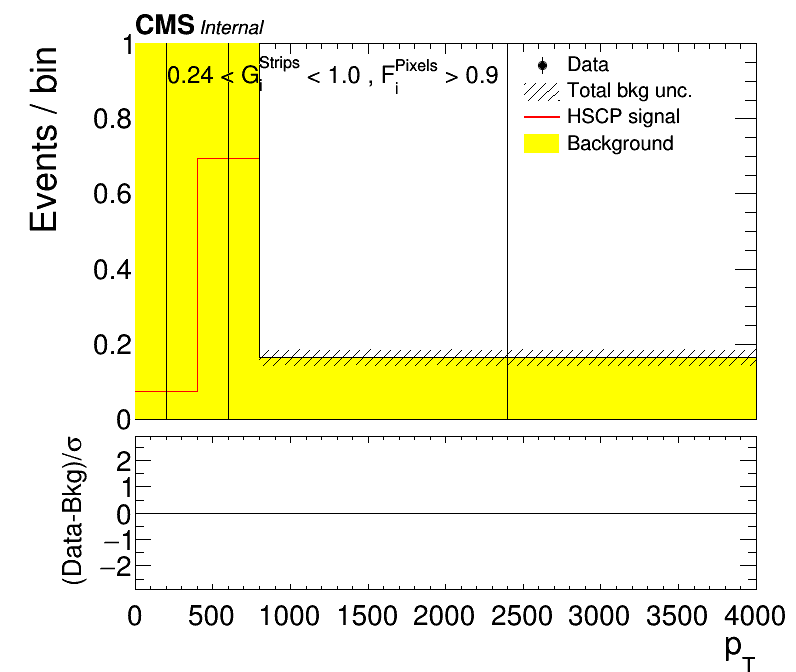 CMS Internal
Events / bin
1
0.8
0.6
0.4
0.2
0
0.24 < G_i^Strips < 1.0 , F_i^Pixels > 0.9
Data
Total bkg unc.
HSCP signal
Background
(Data-Bkg)/σ
2
1
0
−1
−2
0 500 1000 1500 2000 2500 3000 3500 4000
p_T